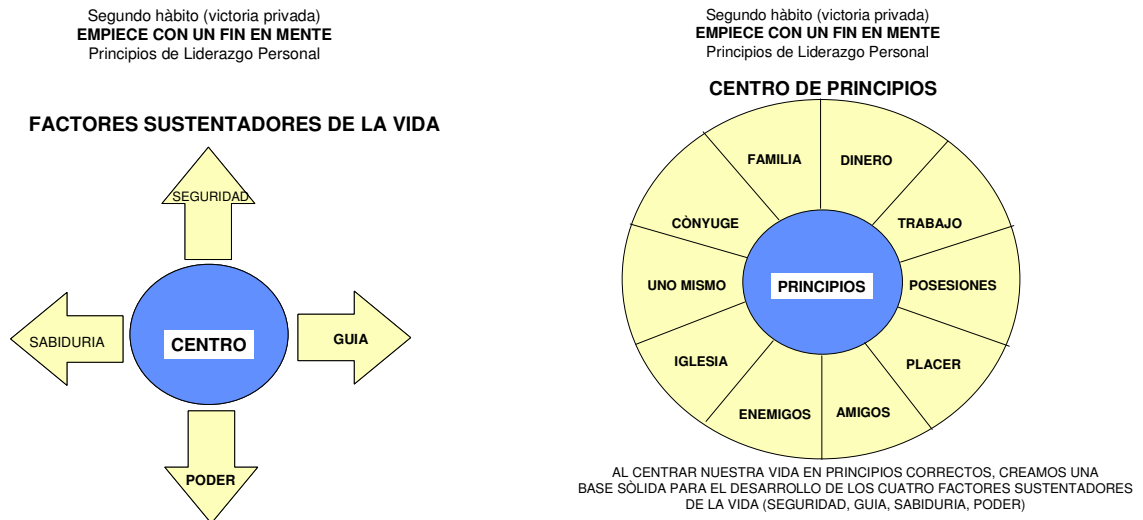 Segundo hàbito (victoria privada)
EMPIECE CON UN FIN EN MENTE
Principios de Liderazgo Personal
FACTORES SUSTENTADORES DE LA VIDA
SEGURIDAD
SABIDURIA
CENTRO
GUIA
PODER
Segundo hàbito (victoria privada)
EMPIECE CON UN FIN EN MENTE
Principios de Liderazgo Personal
CENTRO DE PRINCIPIOS
FAMILIA
DINERO
CÒNYUGE
TRABAJO
UNO MISMO
PRINCIPIOS
POSESIONES
IGLESIA
PLACER
ENEMIGOS
AMIGOS
AL CENTRAR NUESTRA VIDA EN PRINCIPIOS CORRECTOS, CREAMOS UNA
BASE SÒLIDA PARA EL DESARROLLO DE LOS CUATRO FACTORES SUSTENTADORES
DE LA VIDA (SEGURIDAD, GUIA, SABIDURIA, PODER)